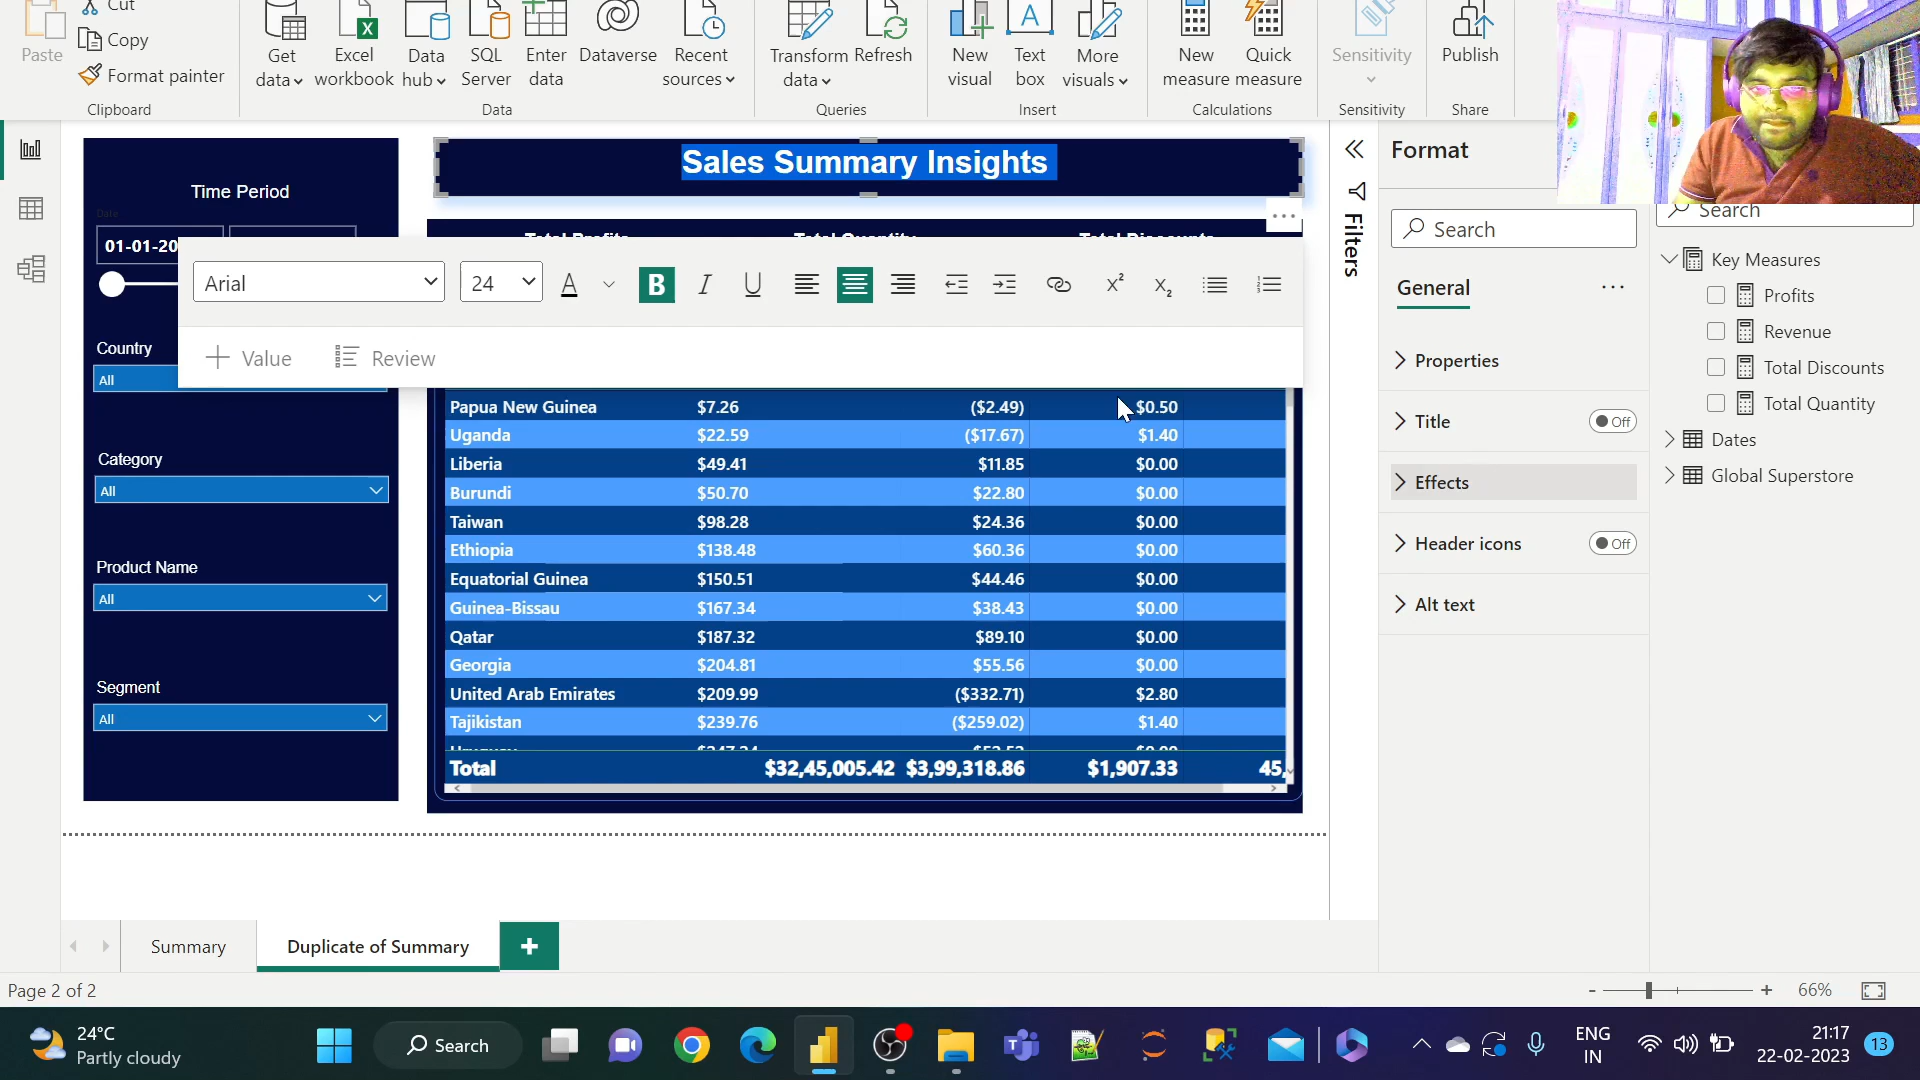 Cut
Paste
Copy
Format painter
Clipboard
Get data
Excel workbook
Data hub
SQL Server
Enter data
Dataverse
Recent sources
Data
Transform data
Refresh
Queries
New visual
Text box
More visuals
Insert
New measure
Quick measure
Calculations
Sensitivity
Sensitivity
Publish
Share
Time Period
Date
01-01-20
Country
All
Category
All
Product Name
All
Segment
All
Sales Summary Insights
Total Profits Total Quantity Total Discounts
Arial
24
A
B I U
X²
X₂
Value
Review
Papua New Guinea $7.26 ($2.49) $0.50
Uganda $22.59 ($17.67) $1.40
Liberia $49.41 $11.85 $0.00
Burundi $50.70 $22.80 $0.00
Taiwan $98.28 $24.36 $0.00
Ethiopia $138.48 $60.36 $0.00
Equatorial Guinea $150.51 $44.46 $0.00
Guinea-Bissau $167.34 $38.43 $0.00
Qatar $187.32 $89.10 $0.00
Georgia $204.81 $55.56 $0.00
United Arab Emirates $209.99 ($332.71) $2.80
Tajikistan $239.76 ($259.02) $1.40
Total $32,45,005.42 $3,99,318.86 $1,907.33 45,
Filters
Format
Search
General
Properties
Title Off
Effects
Header icons Off
Alt text
Search
Key Measures
Profits
Revenue
Total Discounts
Total Quantity
Dates
Global Superstore
Summary
Duplicate of Summary
Page 2 of 2
66%
24°C
Partly cloudy
Search
ENG
IN
21:17
22-02-2023
13